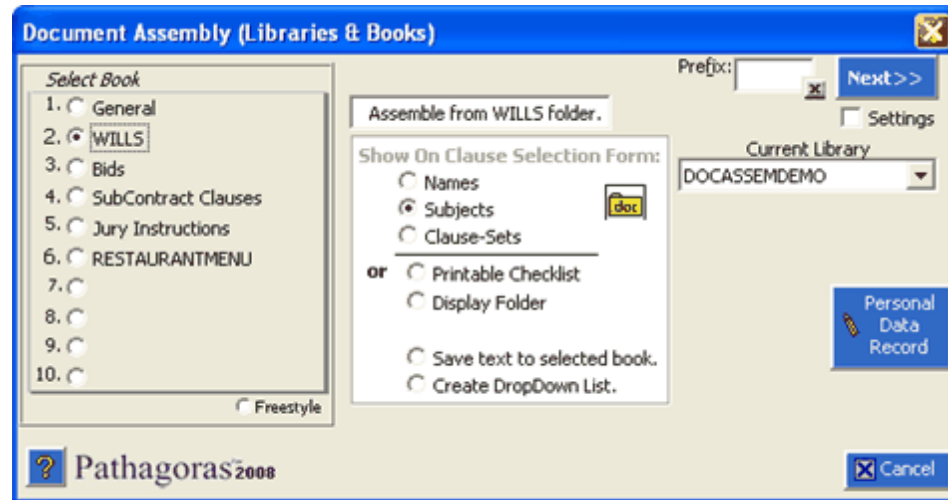 Document Assembly (Libraries & Books)
Select Book
1. General
2. WILLS
3. Bids
4. SubContract Clauses
5. Jury Instructions
6. RESTAURANTMENU
7.
8.
9.
10.
Freestyle
Assemble from WILLS folder.
Show On Clause Selection Form:
Names
Subjects
doc
Clause-Sets
or Printable Checklist
Display Folder
Save text to selected book.
Create DropDown List.
Prefix:
x
Next>>
Settings
Current Library
DOCASSEMDEMO
Personal
Data
Record
? Pathagoras™2008
Cancel